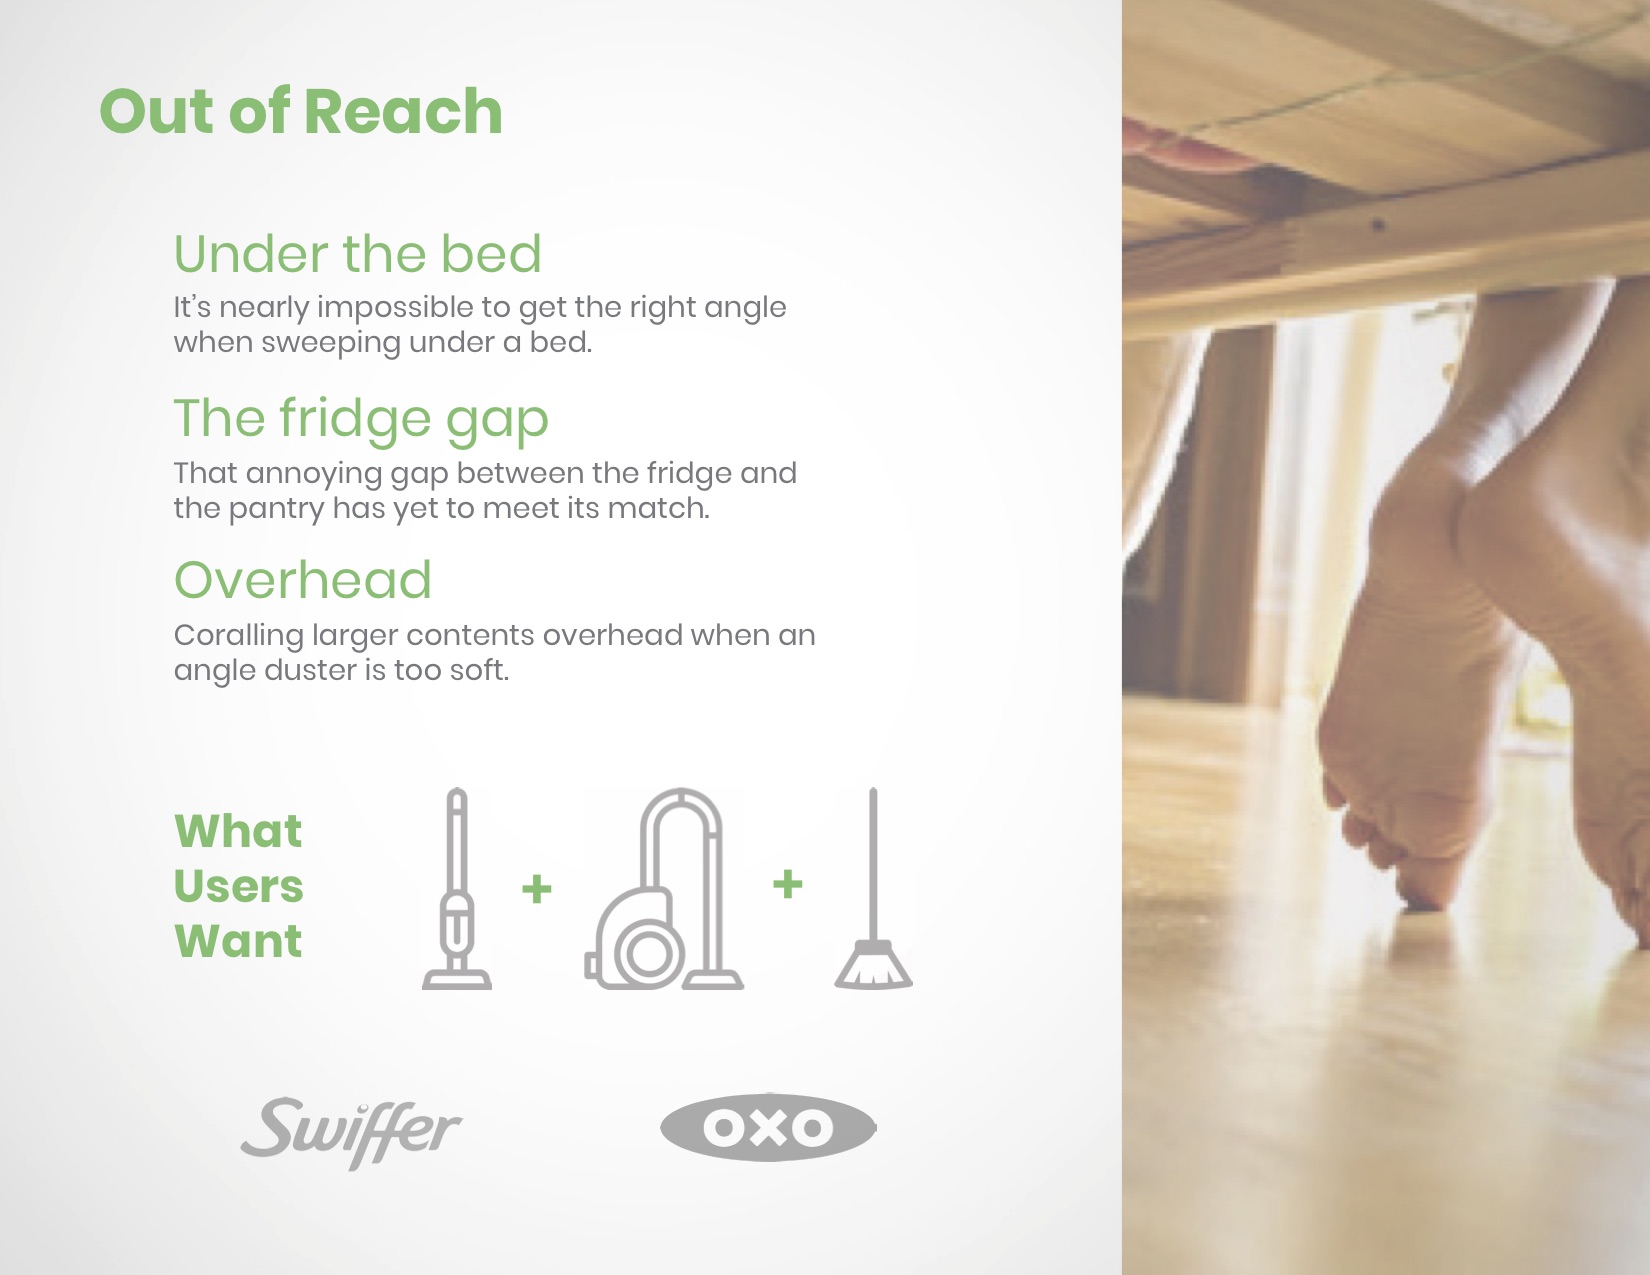 Out of Reach
Under the bed
It's nearly impossible to get the right angle
when sweeping under a bed.
The fridge gap
That annoying gap between the fridge and
the pantry has yet to meet its match.
Overhead
Coralling larger contents overhead when an
angle duster is too soft.
What
Users
Want
+ +
Swiffer OXO